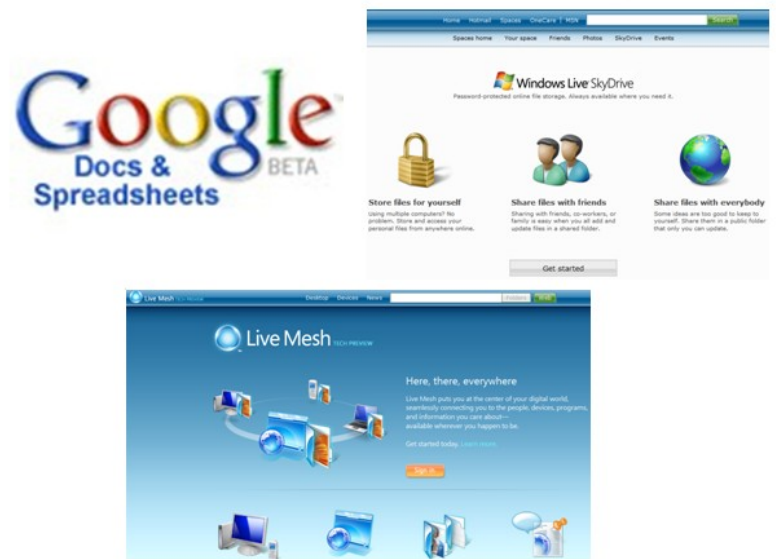 Google
Docs & BETA
Spreadsheets
Home Hotmail Spaces OneCare | MSN Search
Spaces home Your space Friends Photos SkyDrive Events
Windows Live SkyDrive
Password-protected online file storage. Always available where you need it.
Store files for yourself
Using multiple computers? No
problem. Store and access your
personal files from anywhere online.
Share files with friends
Sharing with friends, co-workers, or
family is easy when you all add and
update files in a shared folder.
Share files with everybody
Some ideas are too good to keep to
yourself. Share them in a public folder
that only you can update.
Get started
Live Mesh TECH PREVIEW Desktop Devices News
Live Mesh TECH PREVIEW
Here, there, everywhere
Live Mesh puts you at the center of your digital world,
seamlessly connecting you to the people, devices, programs,
and information you care about—
available wherever you happen to be.
Get started today. Learn more.
Sign in